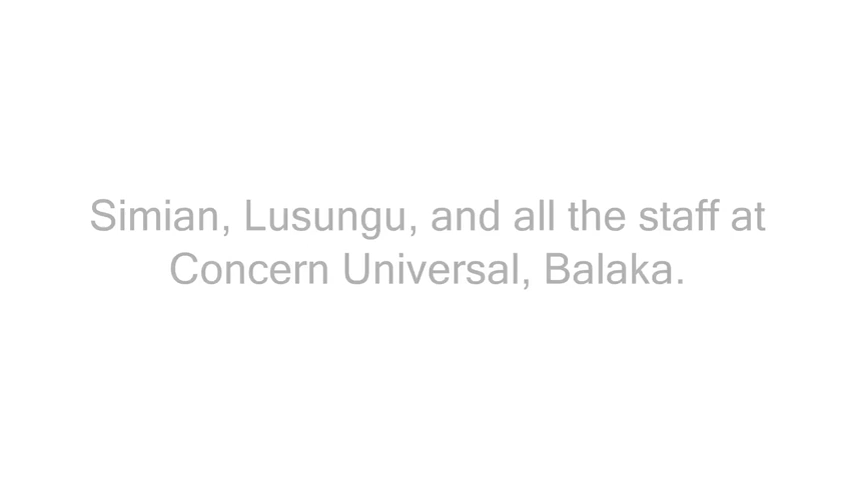 Simian, Lusungu, and all the staff at
Concern Universal, Balaka.